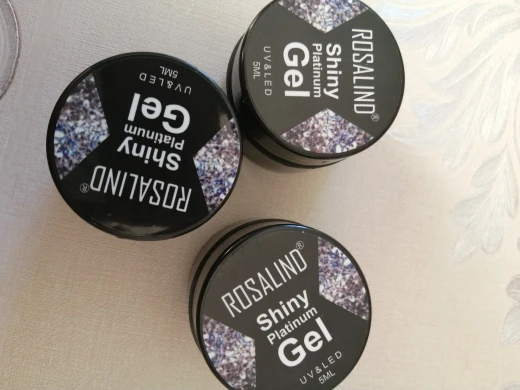 ROSALIND®
Shiny
Platinum
Gel
UV&LED
5ML
ROSALIND®
Shiny
Platinum
Gel
UV&LED
5ML
ROSALIND®
Shiny
Platinum
Gel
UV&LED
5ML